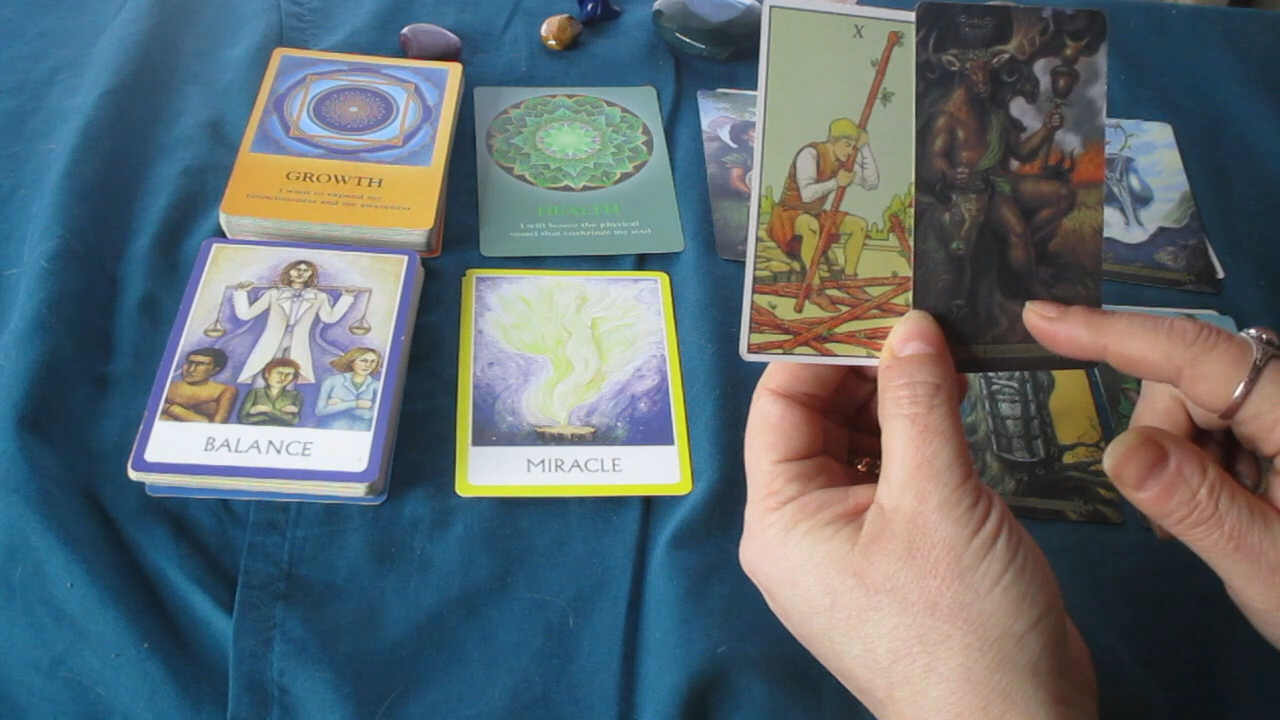 GROWTH
I want to expand my
consciousness and my awareness
HEALTH
I will honor the physical
vessel that enshrines my soul
X
BALANCE
MIRACLE